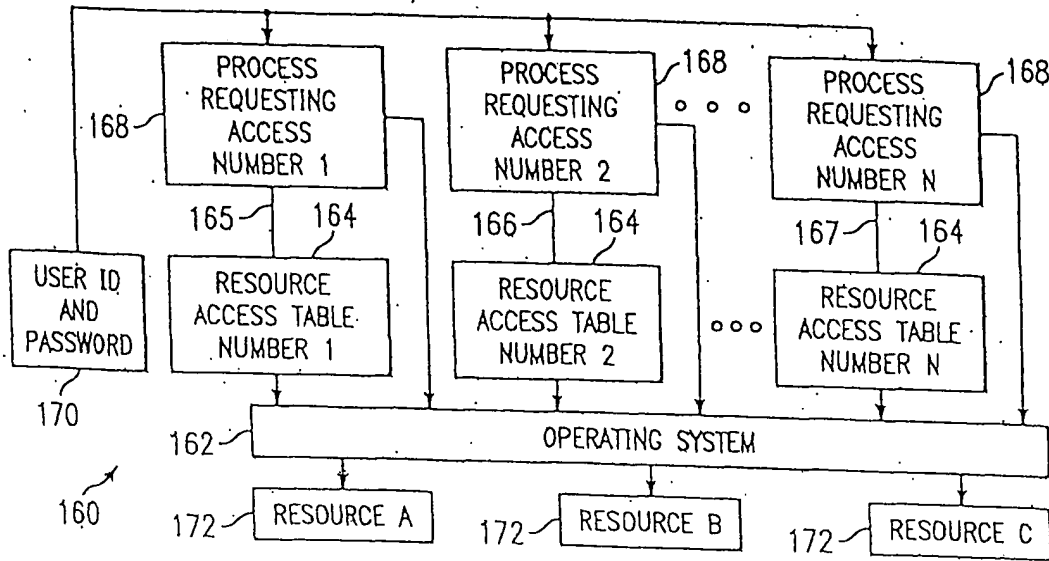 PROCESS
REQUESTING
ACCESS
NUMBER 1
168
PROCESS
REQUESTING
ACCESS
NUMBER 2
168
PROCESS
REQUESTING
ACCESS
NUMBER N
168
165
164
166
164
167
164
USER ID
AND
PASSWORD
170
RESOURCE
ACCESS TABLE
NUMBER 1
RESOURCE
ACCESS TABLE
NUMBER 2
RESOURCE
ACCESS TABLE
NUMBER N
162
OPERATING SYSTEM
160
172
RESOURCE A
172
RESOURCE B
172
RESOURCE C